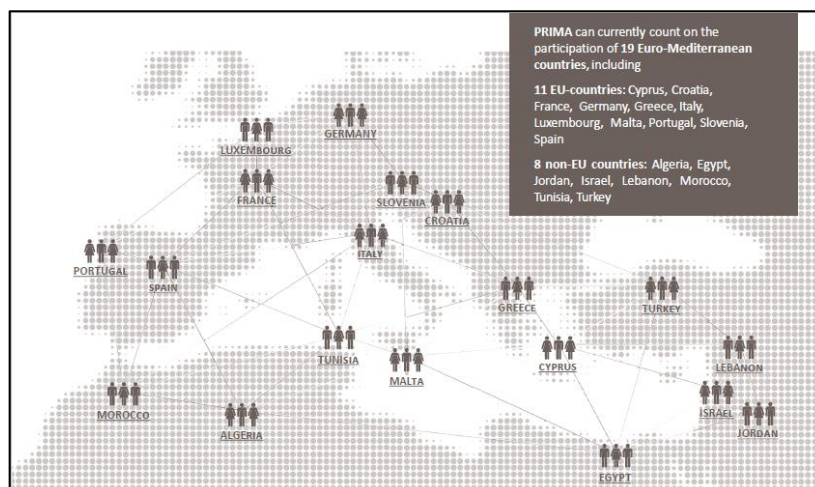 PRIMA can currently count on the
participation of 19 Euro-Mediterranean
countries, including
11 EU-countries: Cyprus, Croatia,
France, Germany, Greece, Italy,
Luxembourg, Malta, Portugal, Slovenia,
Spain
8 non-EU countries: Algeria, Egypt,
Jordan, Israel, Lebanon, Morocco,
Tunisia, Turkey
GERMANY
LUXEMBOURG
FRANCE
SLOVENIA
CROATIA
ITALY
PORTUGAL
SPAIN
GREECE
TURKEY
TUNISIA
MALTA
CYPRUS
LEBANON
MOROCCO
ALGERIA
ISRAEL
JORDAN
EGYPT